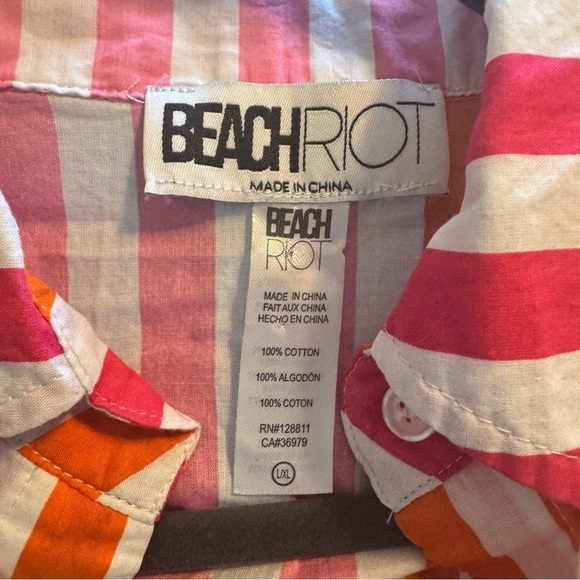 BEACHRIOT
MADE IN CHINA
BEACH
RIOT
MADE IN CHINA
FAIT AUX CHINA
HECHO EN CHINA
100% COTTON
100% ALGODÓN
100% COTON
RN#128811
CA#36979
L/XL